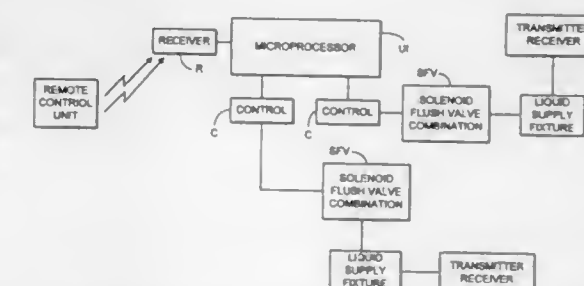 TRANSMITTE
RECEIVER
RECEIVER
MICROPROCESSOR
UI
R
REMOTE
CONTROL
UNIT
SFV
CONTROL
CONTROL
SOLENOID
FLUSH VALVE
COMBINATION
LIQUID
SUPPLY
FIXTURE
C
C
SFV
SOLENOID
FLUSH VALVE
COMBINATION
LIQUID
SUPPLY
FIXTURE
TRANSMITTER
RECEIVER